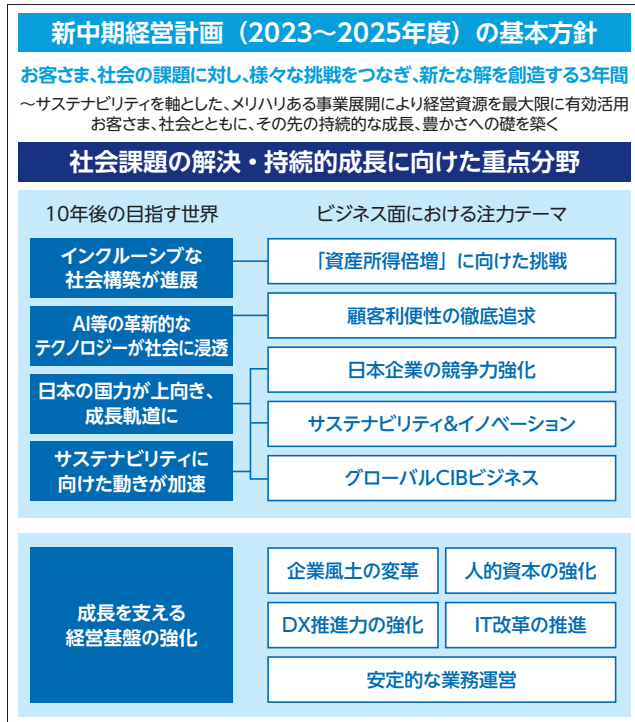 新中期経営計画（2023〜2025年度）の基本方針
お客さま、社会の課題に対し、様々な挑戦をつなぎ、新たな解を創造する3年間
〜サステナビリティを軸とした、メリハリある事業展開により経営資源を最大限に有効活用
お客さま、社会とともに、その先の持続的な成長、豊かさへの礎を築く
社会課題の解決・持続的成長に向けた重点分野
10年後の目指す世界
ビジネス面における注力テーマ
インクルーシブな
社会構築が進展
「資産所得倍増」に向けた挑戦
AI等の革新的な
テクノロジーが社会に浸透
顧客利便性の徹底追求
日本の国力が上向き、
成長軌道に
サステナビリティに
向けた動きが加速
日本企業の競争力強化
サステナビリティ&イノベーション
グローバルCIBビジネス
成長を支える
経営基盤の強化
企業風土の変革
人的資本の強化
DX推進力の強化
IT改革の推進
安定的な業務運営